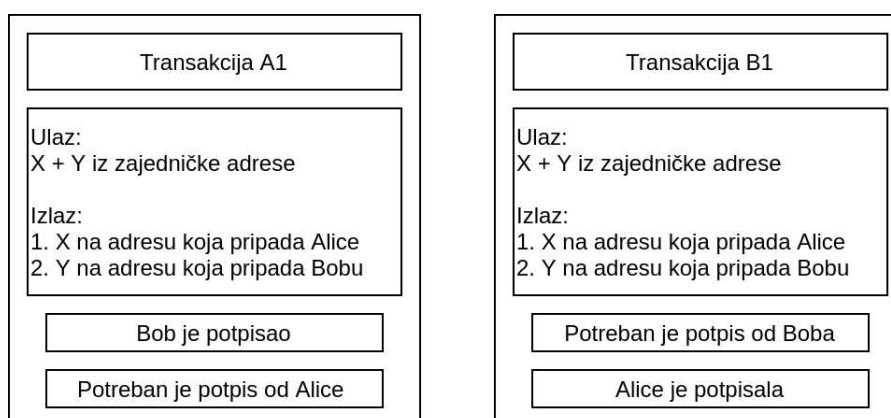 Transakcija A1
Ulaz:
X + Y iz zajedničke adrese
Izlaz:
1. X na adresu koja pripada Alice
2. Y na adresu koja pripada Bobu
Bob je potpisao
Potreban je potpis od Alice
Transakcija B1
Ulaz:
X + Y iz zajedničke adrese
Izlaz:
1. X na adresu koja pripada Alice
2. Y na adresu koja pripada Bobu
Potreban je potpis od Boba
Alice je potpisala